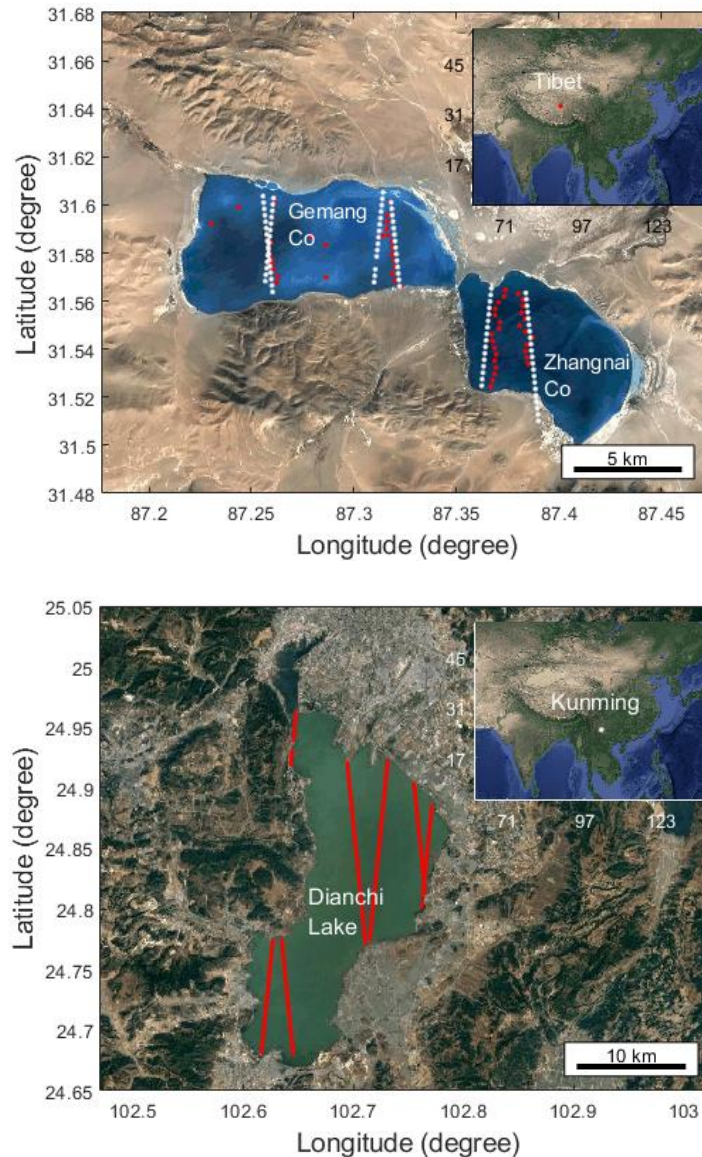 31.68
31.66
31.64
31.62
31.6
31.58
31.56
31.54
31.52
31.5
31.48
Latitude (degree)
45
31
17
Tibet
71 97 123
Gemang
Co
Zhangnai
Co
5 km
87.2 87.25 87.3 87.35 87.4 87.45
Longitude (degree)
25.05
25
24.95
24.9
24.85
24.8
24.75
24.7
24.65
Latitude (degree)
45
31
17
Kunming
71 97 123
Dianchi
Lake
10 km
102.5 102.6 102.7 102.8 102.9 103
Longitude (degree)